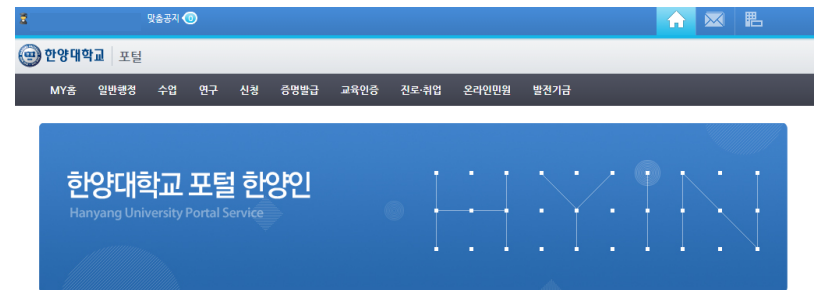 맞춤공지 0
한양대학교 포털
MY홈 일반행정 수업 연구 신청 증명발급 교육인증 진로·취업 온라인민원 발전기금
한양대학교 포털 한양인
Hanyang University Portal Service
HYIN